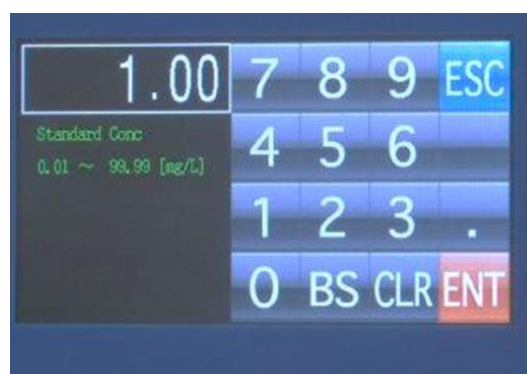 1.00
7 8 9 ESC
Standard Conc
0.01 ～ 99.99 [mg/L]
4 5 6
1 2 3 .
0 BS CLR ENT